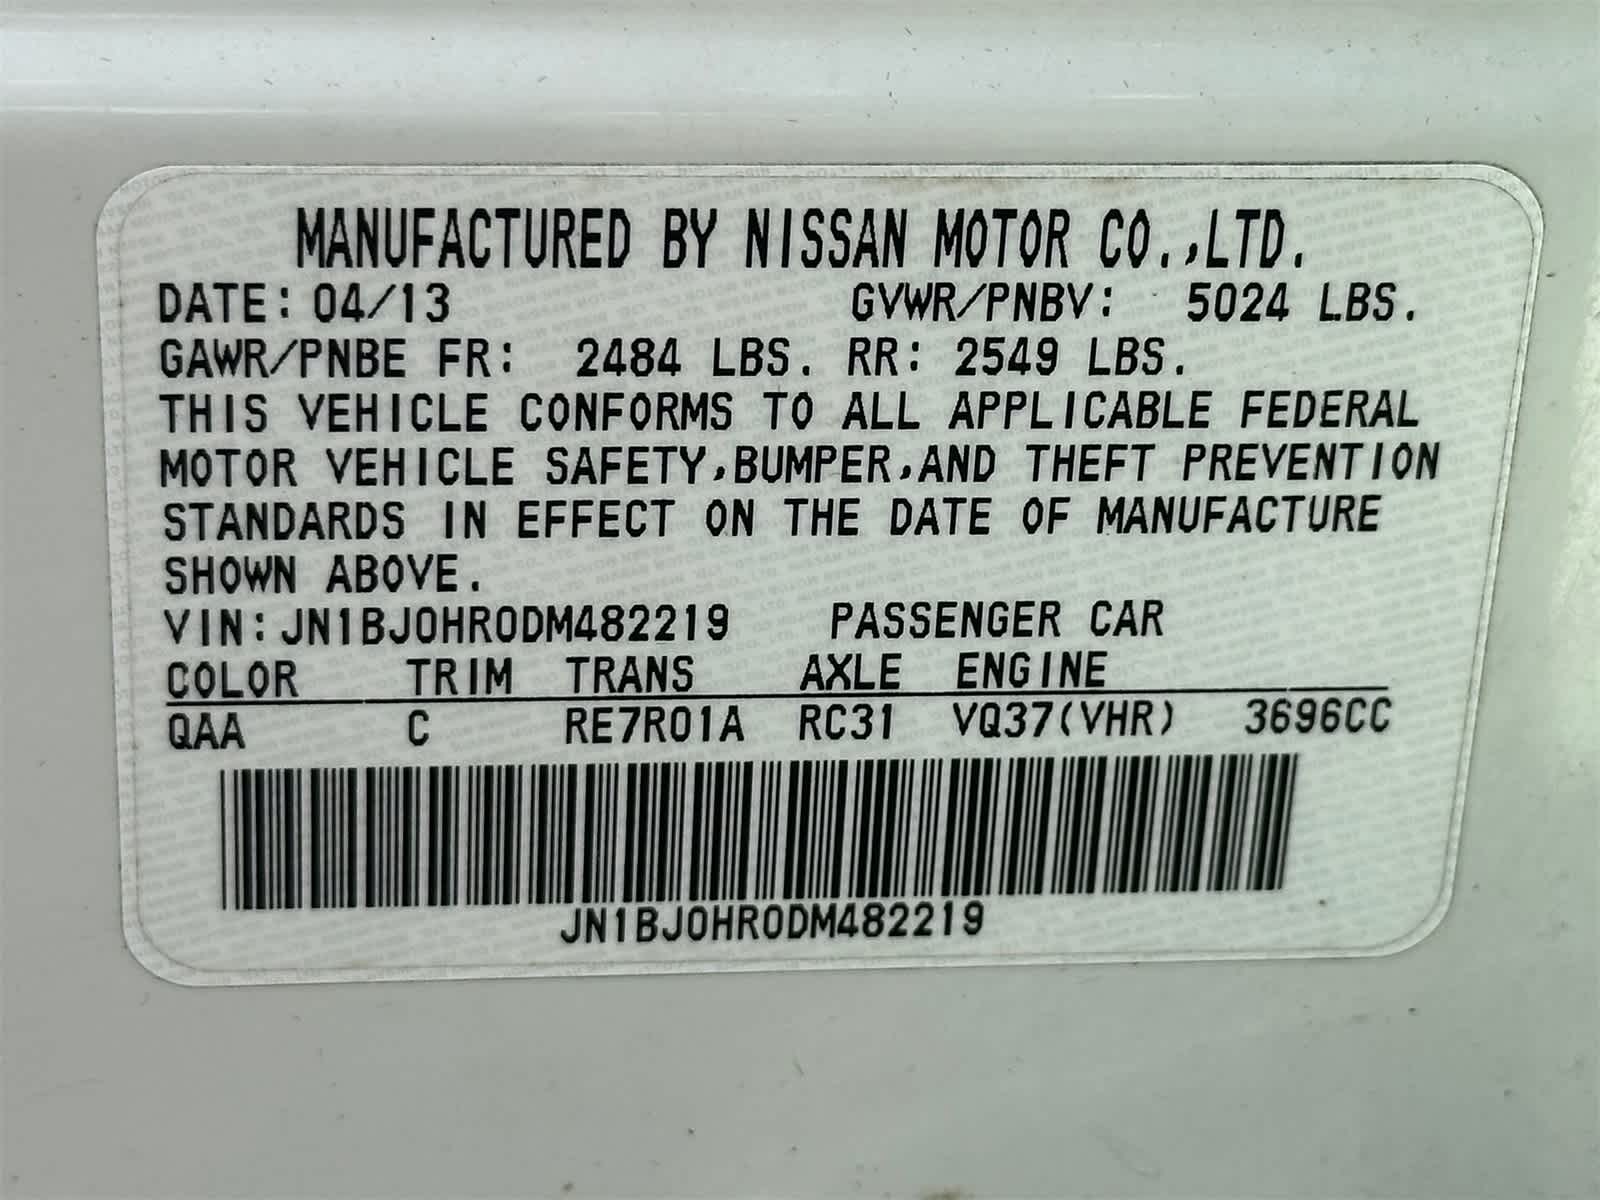 MANUFACTURED BY NISSAN MOTOR CO.,LTD.
DATE: 04/13 GVWR/PNBV: 5024 LBS.
GAWR/PNBE FR: 2484 LBS. RR: 2549 LBS.
THIS VEHICLE CONFORMS TO ALL APPLICABLE FEDERAL
MOTOR VEHICLE SAFETY,BUMPER,AND THEFT PREVENTION
STANDARDS IN EFFECT ON THE DATE OF MANUFACTURE
SHOWN ABOVE.
VIN:JN1BJ0HR0DM482219 PASSENGER CAR
COLOR TRIM TRANS AXLE ENGINE
QAA C RE7R01A RC31 VQ37(VHR) 3696CC
JN1BJ0HR0DM482219